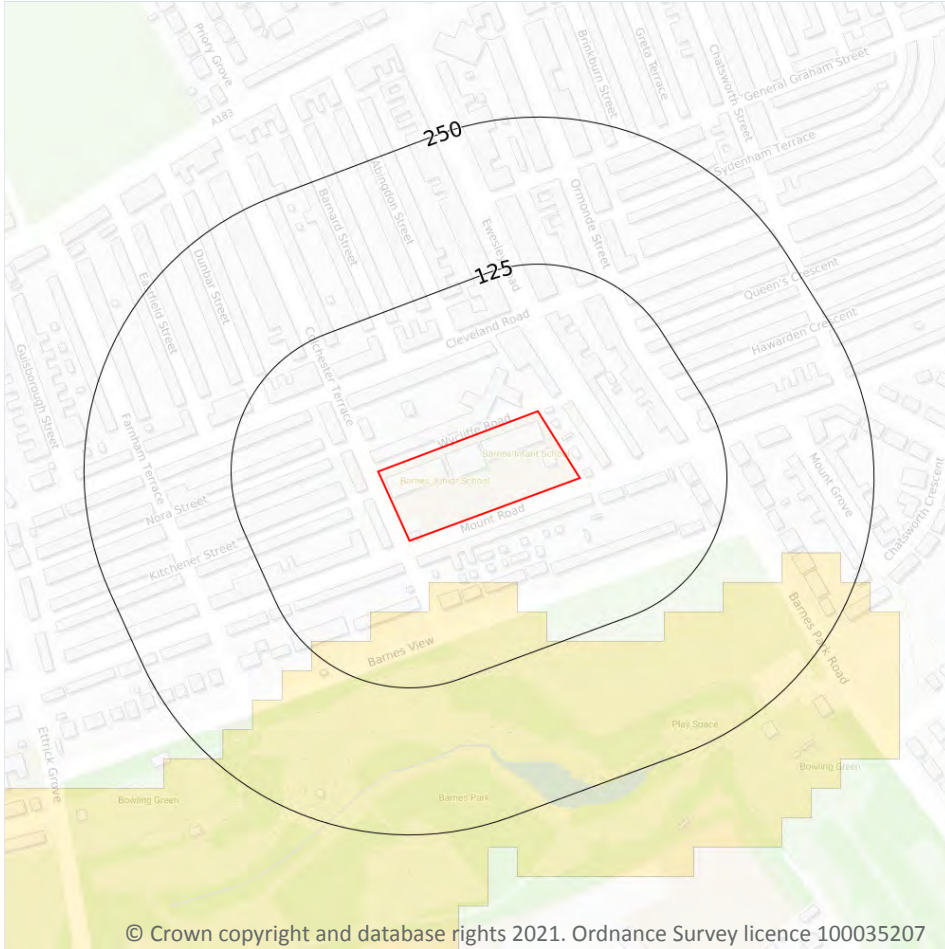 Priory Grove
A183
Brinkburn Street
Greta Terrace
Chatsworth Street
General Graham Street
250
Sydenham Terrace
Abingdon Street
Barnard Street
Ormonde Street
Dunbar Street
Eastfield Street
125
Queen's Crescent
Hawarden Crescent
Cleveland Road
Colchester Terrace
Guisborough Street
Farnham Terrace
Wycliffe Road
Barnes Infant School
Barnes Junior School
Mount Road
Mount Grove
Chatsworth Crescent
Nora Street
Kitchener Street
Barnes View
Barnes Park Road
Ettrick Grove
Play Space
Bowling Green
Bowling Green
Barnes Park
© Crown copyright and database rights 2021. Ordnance Survey licence 100035207